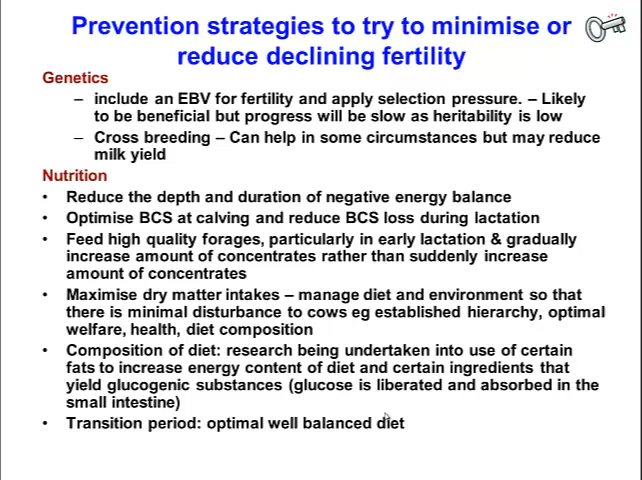 Prevention strategies to try to minimise or
reduce declining fertility
Genetics
– include an EBV for fertility and apply selection pressure. – Likely
to be beneficial but progress will be slow as heritability is low
– Cross breeding – Can help in some circumstances but may reduce
milk yield
Nutrition
• Reduce the depth and duration of negative energy balance
• Optimise BCS at calving and reduce BCS loss during lactation
• Feed high quality forages, particularly in early lactation & gradually
increase amount of concentrates rather than suddenly increase
amount of concentrates
• Maximise dry matter intakes – manage diet and environment so that
there is minimal disturbance to cows eg established hierarchy, optimal
welfare, health, diet composition
• Composition of diet: research being undertaken into use of certain
fats to increase energy content of diet and certain ingredients that
yield glucogenic substances (glucose is liberated and absorbed in the
small intestine)
• Transition period: optimal well balanced diet